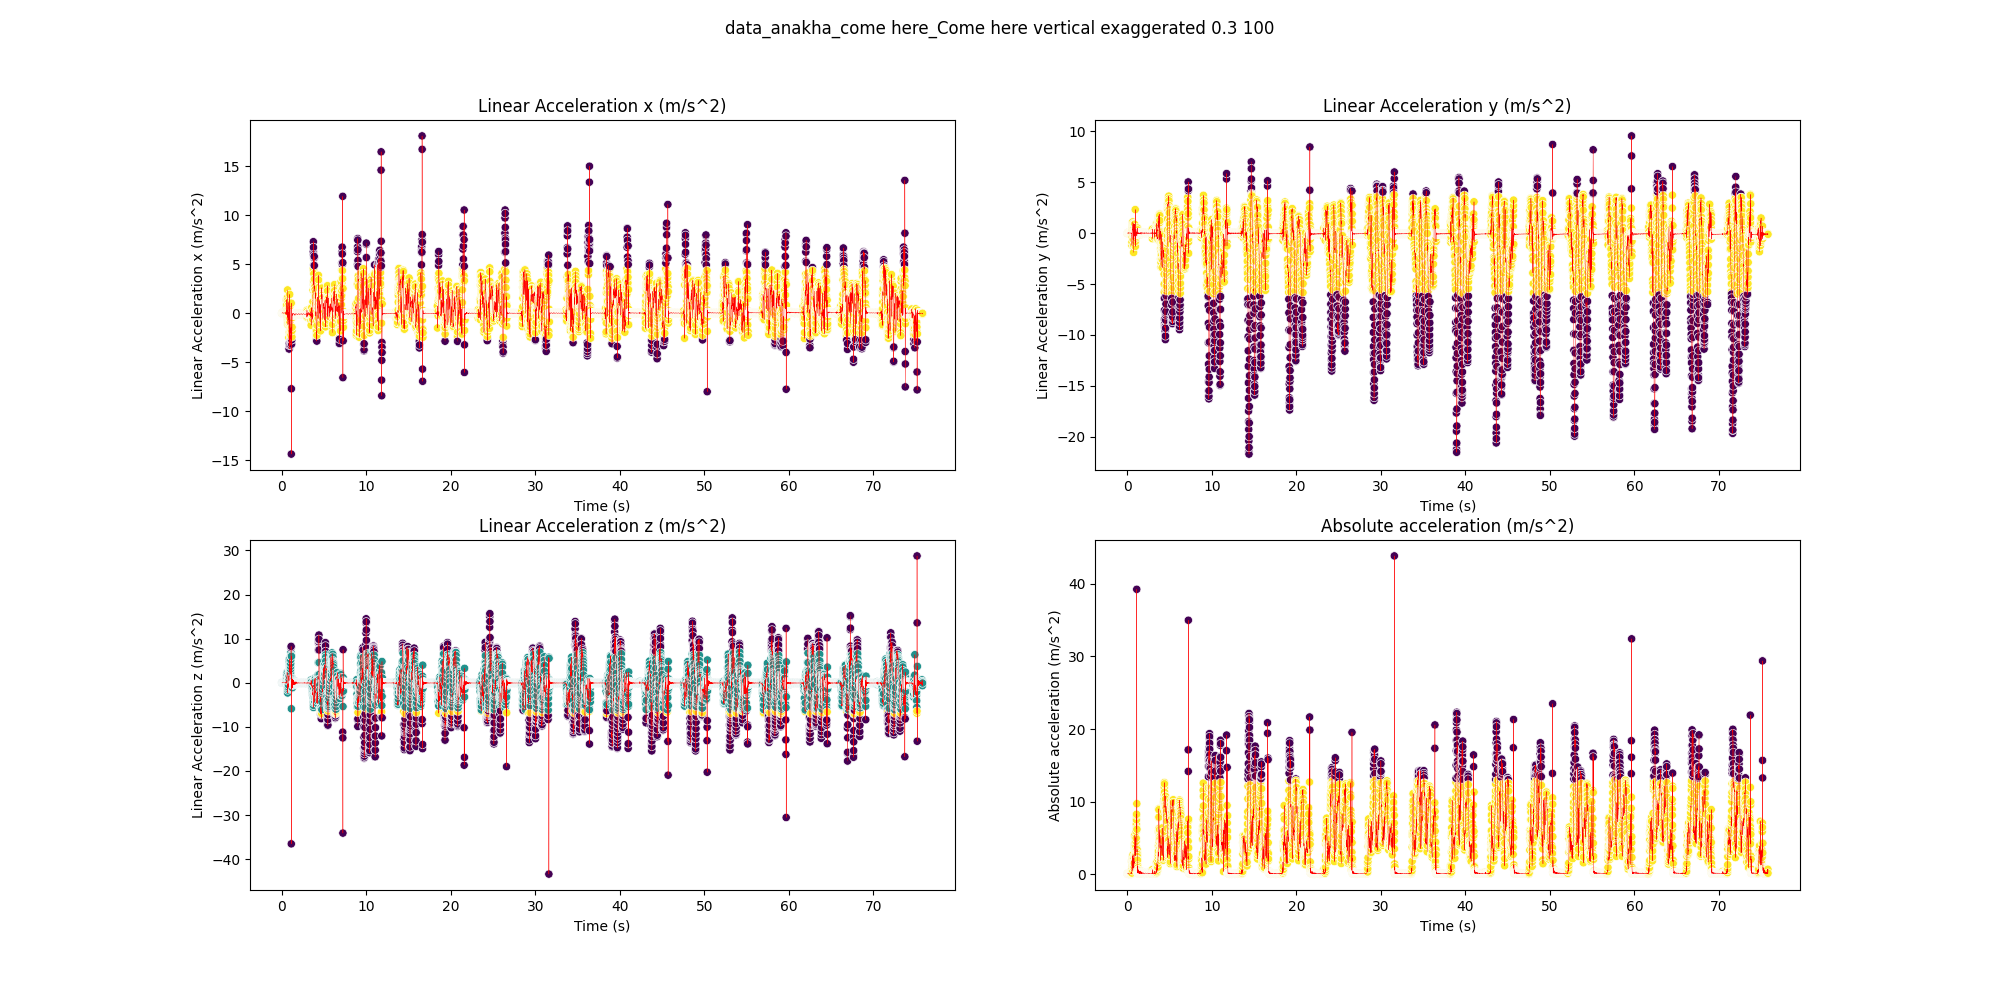 data_anakha_come here_Come here vertical exaggerated 0.3 100
Linear Acceleration x (m/s^2)
Linear Acceleration x (m/s^2)
15
10
5
0
−5
−10
−15
0 10 20 30 40 50 60 70
Time (s)
Linear Acceleration y (m/s^2)
Linear Acceleration y (m/s^2)
10
5
0
−5
−10
−15
−20
0 10 20 30 40 50 60 70
Time (s)
Linear Acceleration z (m/s^2)
Linear Acceleration z (m/s^2)
30
20
10
0
−10
−20
−30
−40
0 10 20 30 40 50 60 70
Time (s)
Absolute acceleration (m/s^2)
Absolute acceleration (m/s^2)
40
30
20
10
0
0 10 20 30 40 50 60 70
Time (s)